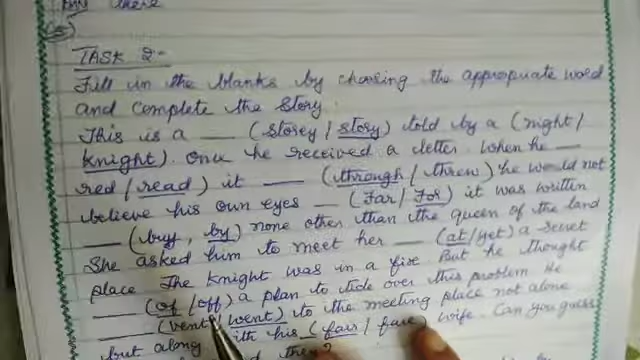 there
TASK 2:-
Fill in the blanks by choosing the appropriate word
and complete the story.
This is a ___ (storey / story) told by a (night /
knight). Once he received a letter. When he ___
red / read) it ___ (through / threw) he would not
believe his own eyes ___ (Far / For) it was written
___ (buy, by) none other than the queen of the land
She asked him to meet her ___ (at / yet) a secret
place. The knight was in a fix. But he thought
___ (of / off) a plan to tide over this problem. He
___ (vent / went) to the meeting place not alone
but along with his (fair / fare) wife. Can you guess